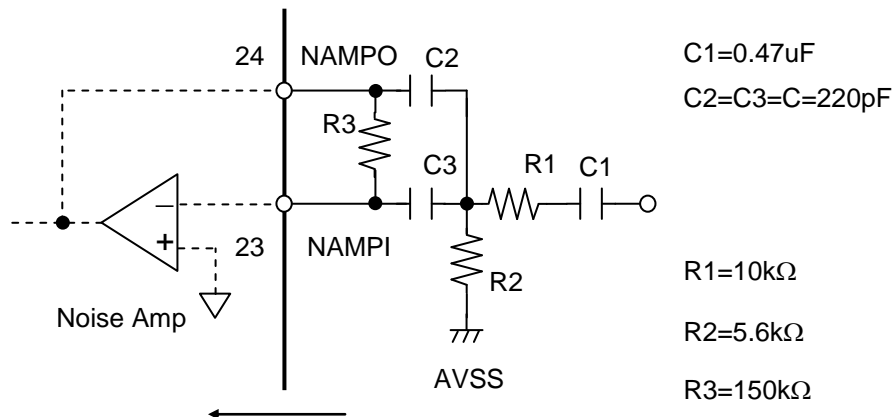 24
NAMPO
C2
C1=0.47uF
C2=C3=C=220pF
R3
C3
R1
C1
−
+
23
NAMPI
R2
R1=10kΩ
Noise Amp
R2=5.6kΩ
AVSS
R3=150kΩ